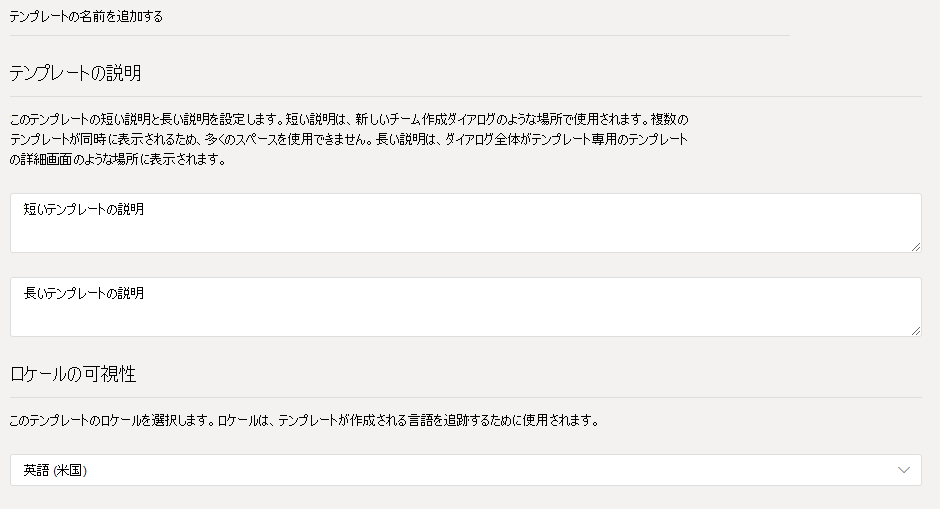 テンプレートの名前を追加する
テンプレートの説明
このテンプレートの短い説明と長い説明を設定します。短い説明は、新しいチーム作成ダイアログのような場所で使用されます。複数の
テンプレートが同時に表示されるため、多くのスペースを使用できません。長い説明は、ダイアログ全体がテンプレート専用のテンプレート
の詳細画面のような場所に表示されます。
短いテンプレートの説明
長いテンプレートの説明
ロケールの可視性
このテンプレートのロケールを選択します。ロケールは、テンプレートが作成される言語を追跡するために使用されます。
英語 (米国)